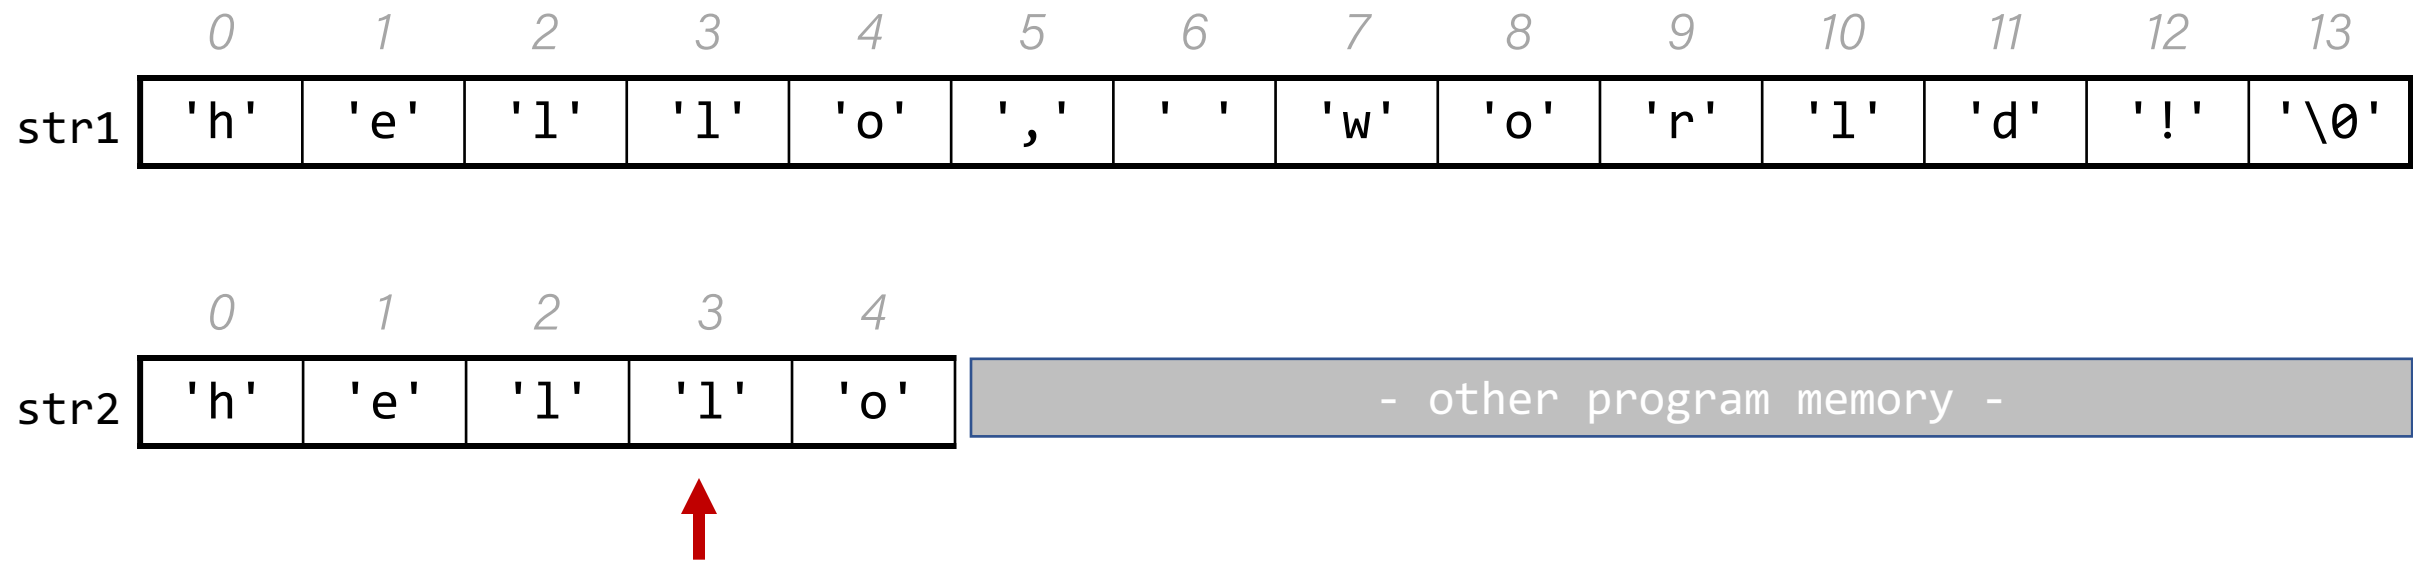 0 1 2 3 4 5 6 7 8 9 10 11 12 13
str1 'h' 'e' 'l' 'l' 'o' ',' ' ' 'w' 'o' 'r' 'l' 'd' '!' '\0'
0 1 2 3 4
str2 'h' 'e' 'l' 'l' 'o' - other program memory -